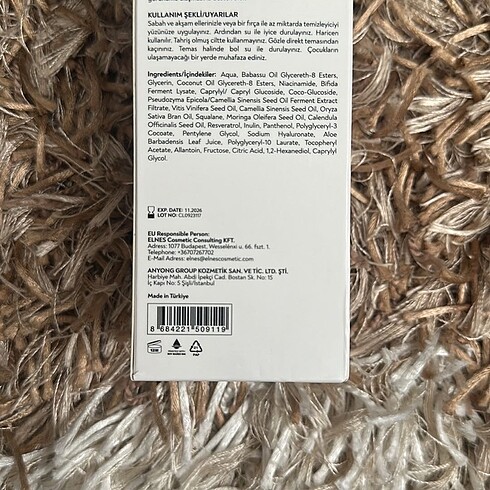 KULLANIM ŞEKLİ/UYARILAR
Sabah ve akşam ellerinizle veya bir fırça ile az miktarda temizleyiciyi
yüzünüze uygulayınız. Ardından su ile iyice durulayınız. Haricen
kullanılır. Tahriş olmuş ciltte kullanmayınız. Gözle direkt temasından
kaçınınız. Temas halinde bol su ile durulayınız. Çocukların
ulaşamayacağı bir yerde muhafaza ediniz.
Ingredients/İçindekiler: Aqua, Babassu Oil Glycereth-8 Esters,
Glycerin, Coconut Oil Glycereth-8 Esters, Niacinamide, Bifida
Ferment Lysate, Caprylyl/ Capryl Glucoside, Coco-Glucoside,
Pseudozyma Epicola/Camellia Sinensis Seed Oil Ferment Extract
Filtrate, Vitis Vinifera Seed Oil, Camellia Sinensis Seed Oil, Oryza
Sativa Bran Oil, Squalane, Moringa Oleifera Seed Oil, Calendula
Officinalis Seed Oil, Resveratrol, Inulin, Panthenol, Polyglyceryl-3
Cocoate, Pentylene Glycol, Sodium Hyaluronate, Aloe
Barbadensis Leaf Juice, Polyglyceryl-10 Laurate, Tocopheryl
Acetate, Allantoin, Fructose, Citric Acid, 1,2-Hexanediol, Caprylyl
Glycol.
EXP. DATE: 11.2026
LOT NO: CL0923117
EU Responsible Person:
ELNES Cosmetic Consulting KFT.
Adress: 1077 Budapest, Wesselénxi u. 66. fszt. 1.
Telephone: +36707267702
E-Mail Adress: elnes@elnescosmetic.com
ANYONG GROUP KOZMETİK SAN. VE TİC. LTD. ŞTİ.
Harbiye Mah. Abdi İpekçi Cad. Bostan Sk. No: 15
İç Kapı No: 5 Şişli/İstanbul
Made in Türkiye
8 684221 509119
12M
PAP